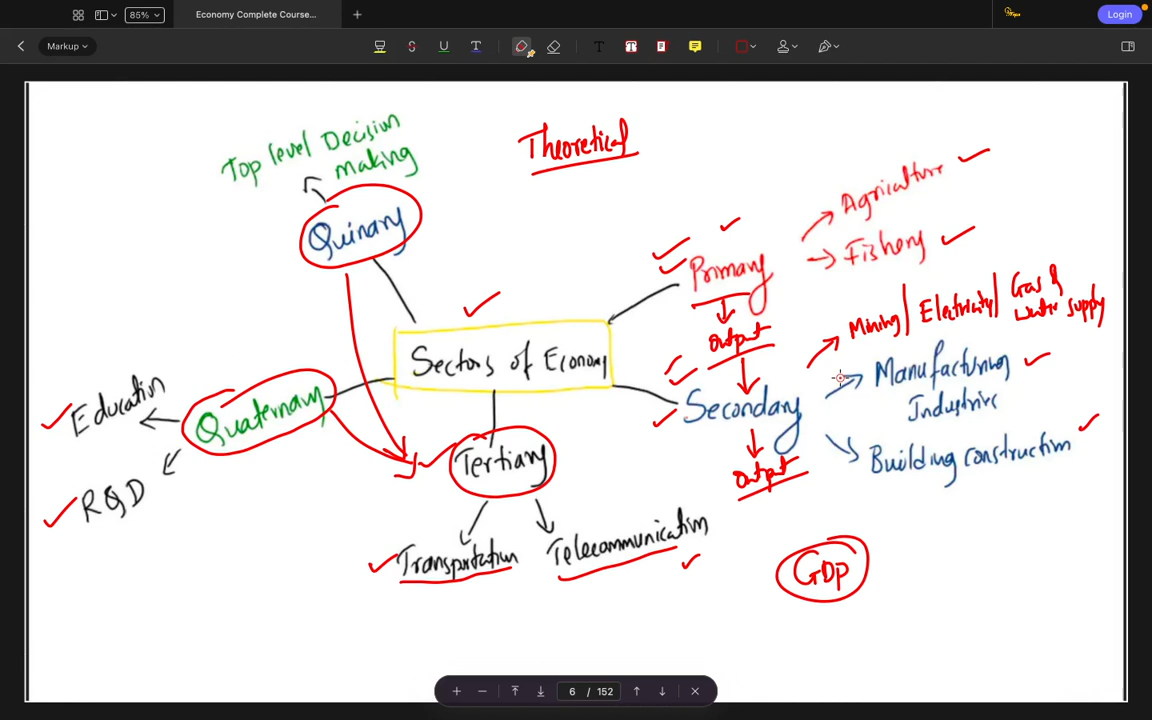 85%
Economy Complete Course...
Login
Markup
Top level Decision
making
Theoretical
Quinary
Agriculture
Fishery
Primary
Output
Mining/ Electricity/ Gas &
water supply
Sectors of Economy
Manufacturing
Industries
Secondary
Building construction
Output
Education
Quaternary
R&D
Tertiary
Transportation
Telecommunication
GDP
6 / 152